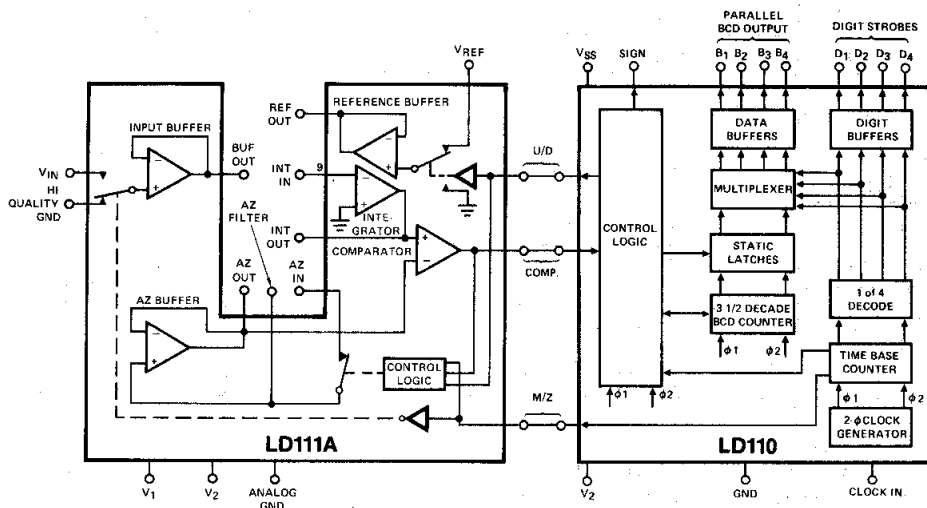 PARALLEL
BCD OUTPUT
DIGIT STROBES
VREF
VSS
SIGN
B1 B2 B3 B4
D1 D2 D3 D4
REF
OUT
REFERENCE BUFFER
INPUT BUFFER
DATA
BUFFERS
DIGIT
BUFFERS
BUF
OUT
U/D
VIN
HI
QUALITY
GND
INT
IN
9
MULTIPLEXER
AZ
FILTER
INTE-
GRATOR
CONTROL
LOGIC
INT
OUT
COMPARATOR
STATIC
LATCHES
AZ
OUT
AZ
IN
COMP.
1 of 4
DECODE
AZ BUFFER
3 1/2 DECADE
BCD COUNTER
ϕ1 ϕ2
TIME BASE
COUNTER
CONTROL
LOGIC
ϕ1 ϕ2
M/Z
ϕ1 ϕ2
2-ϕ CLOCK
GENERATOR
LD111A
LD110
V1
V2
ANALOG
GND
V2
GND
CLOCK IN